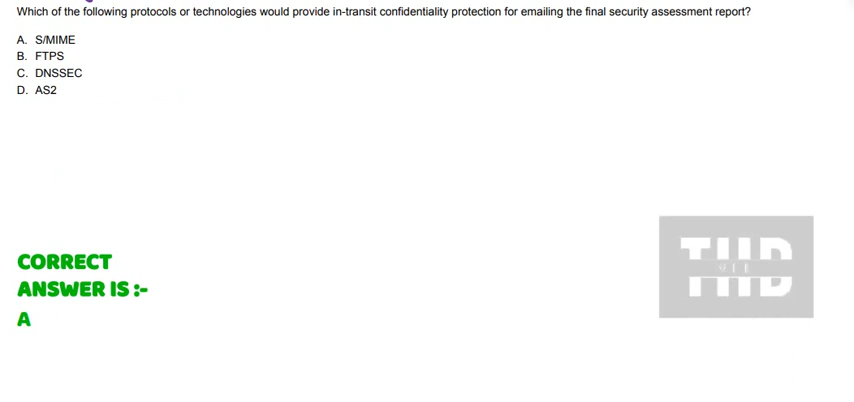 Which of the following protocols or technologies would provide in-transit confidentiality protection for emailing the final security assessment report?
A. S/MIME
B. FTPS
C. DNSSEC
D. AS2
CORRECT
ANSWER IS :-
A